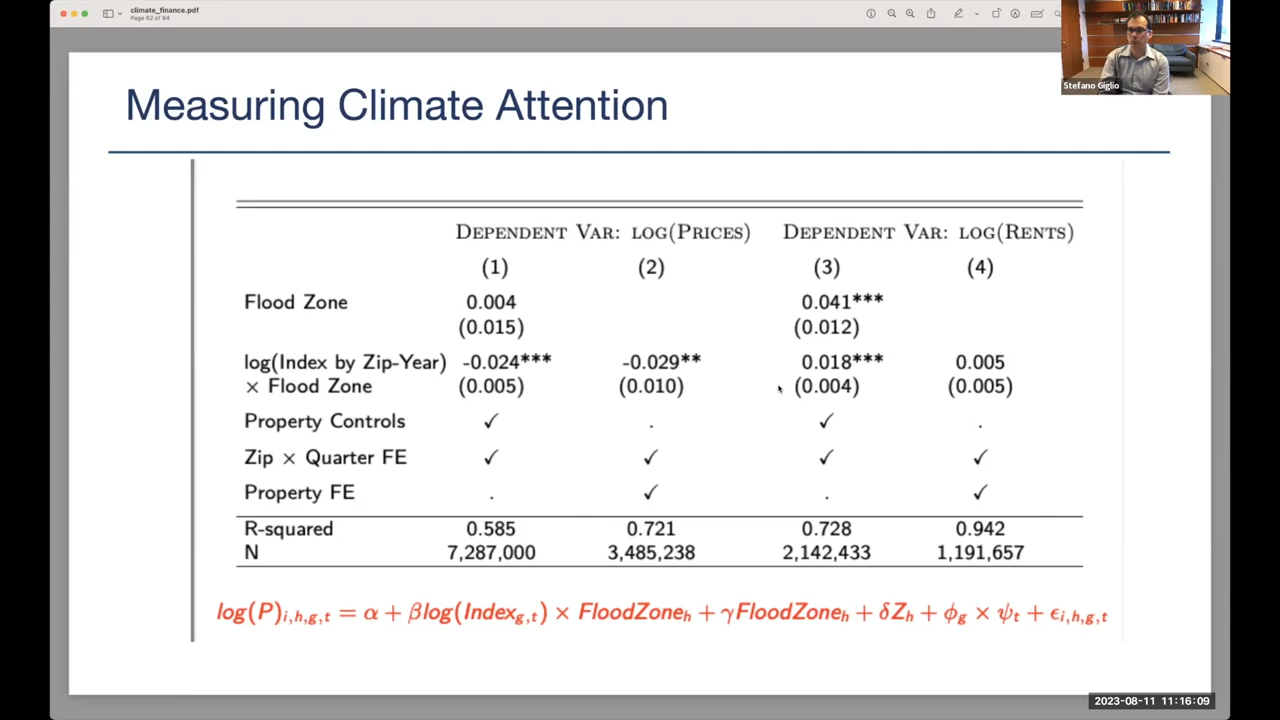 climate_finance.pdf
Page 62 of 94
Stefano Giglio
Measuring Climate Attention
DEPENDENT VAR: LOG(PRICES) DEPENDENT VAR: LOG(RENTS)
(1) (2) (3) (4)
Flood Zone 0.004 0.041***
(0.015) (0.012)
log(Index by Zip-Year) -0.024*** -0.029** 0.018*** 0.005
× Flood Zone (0.005) (0.010) (0.004) (0.005)
Property Controls ✓ . ✓ .
Zip × Quarter FE ✓ ✓ ✓ ✓
Property FE . ✓ . ✓
R-squared 0.585 0.721 0.728 0.942
N 7,287,000 3,485,238 2,142,433 1,191,657
log(P)i,h,g,t = α + βlog(Indexg,t) × FloodZoneh + γFloodZoneh + δZh + ϕg × ψt + ϵi,h,g,t
2023-08-11 11:16:09